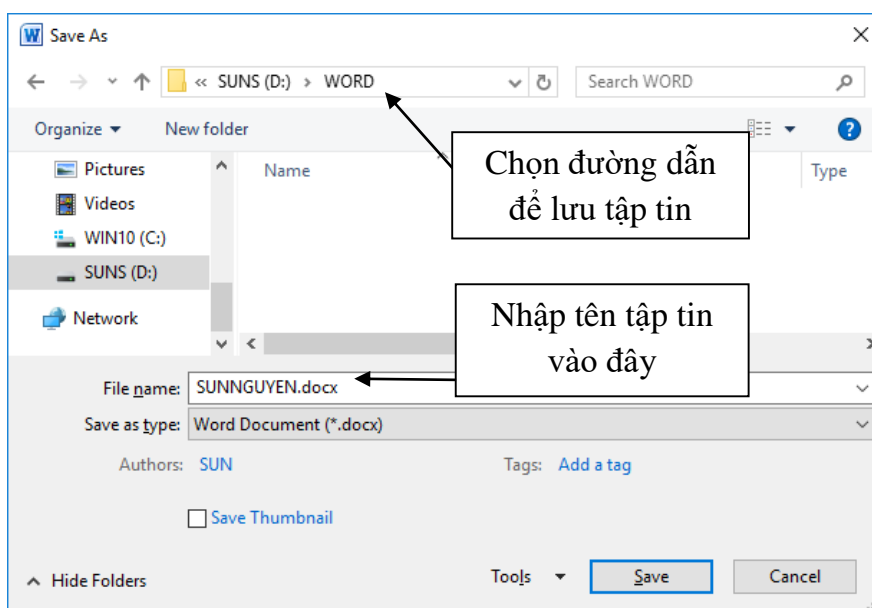 Save As
« SUNS (D:) › WORD
Search WORD
Organize
New folder
Chọn đường dẫn
để lưu tập tin
Pictures
Name
Type
Videos
WIN10 (C:)
SUNS (D:)
Network
Nhập tên tập tin
vào đây
File name: SUNNGUYEN.docx
Save as type: Word Document (*.docx)
Authors: SUN
Tags: Add a tag
Save Thumbnail
Hide Folders
Tools
Save
Cancel